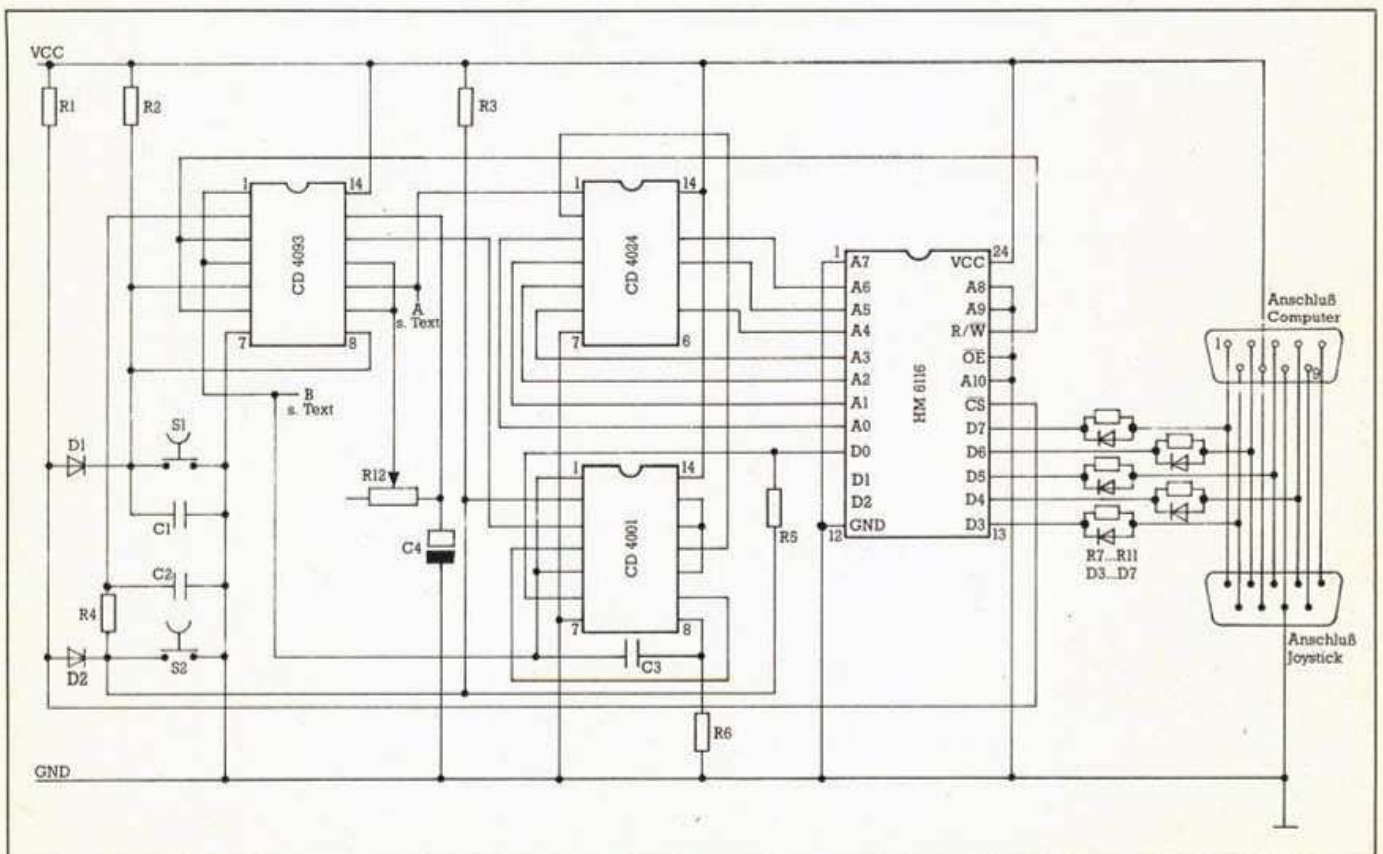 VCC
R1
R2
R3
1
14
CD 4093
7
8
A
s. Text
B
s. Text
1
14
CD 4024
7
6
1
24
A7
VCC
A6
A8
A5
A9
A4
R/W
A3
OE
A2
A10
A1
CS
A0
D7
D0
D6
D1
D5
D2
D4
GND
D3
12
13
HM 6116
Anschluß
Computer
1
9
D1
S1
C1
C2
R4
D2
S2
R12
C4
1
14
CD 4001
7
8
C3
R5
R6
R7...R11
D3...D7
Anschluß
Joystick
GND